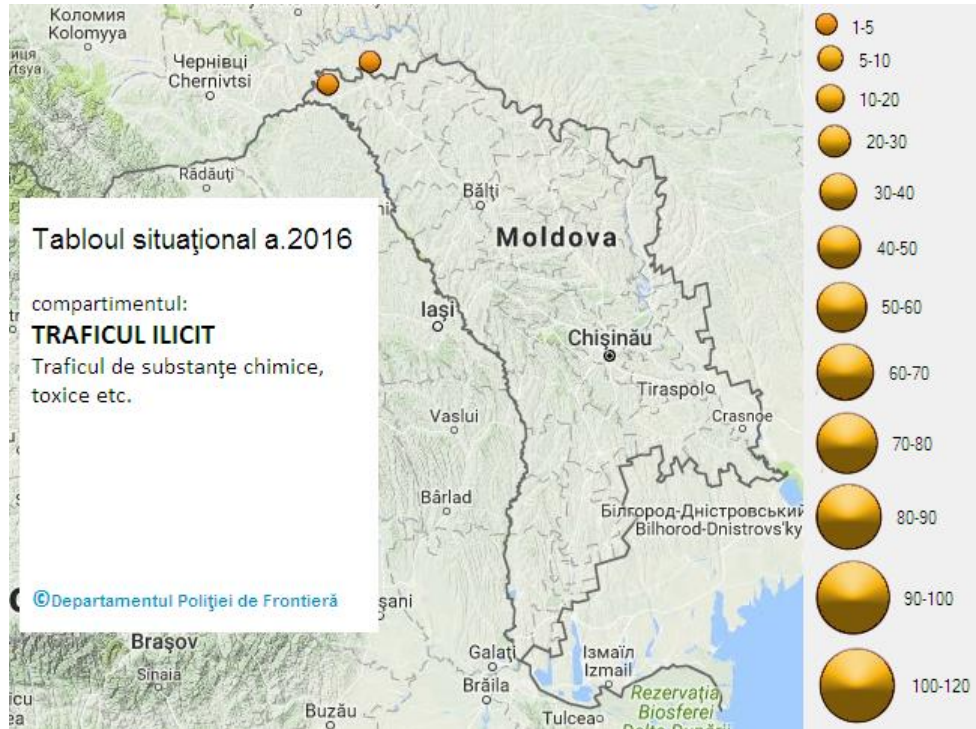 Коломия
Kolomyya
Чернівці
Chernivtsi
Rădăuţi
Bălţi
Moldova
Iaşi
Chişinău
Tiraspol
Crasnoe
Vaslui
Bârlad
Білгород-Дністровський
Bilhorod-Dnistrovs'ky
Braşov
Sinaia
Galaţi
Brăila
Ізмаїл
Izmail
Buzău
Tulcea
Rezervaţia
Biosferei
Delta Dunării
Tabloul situaţional a.2016
compartimentul:
TRAFICUL ILICIT
Traficul de substanţe chimice,
toxice etc.
©Departamentul Poliţiei de Frontieră
1-5
5-10
10-20
20-30
30-40
40-50
50-60
60-70
70-80
80-90
90-100
100-120